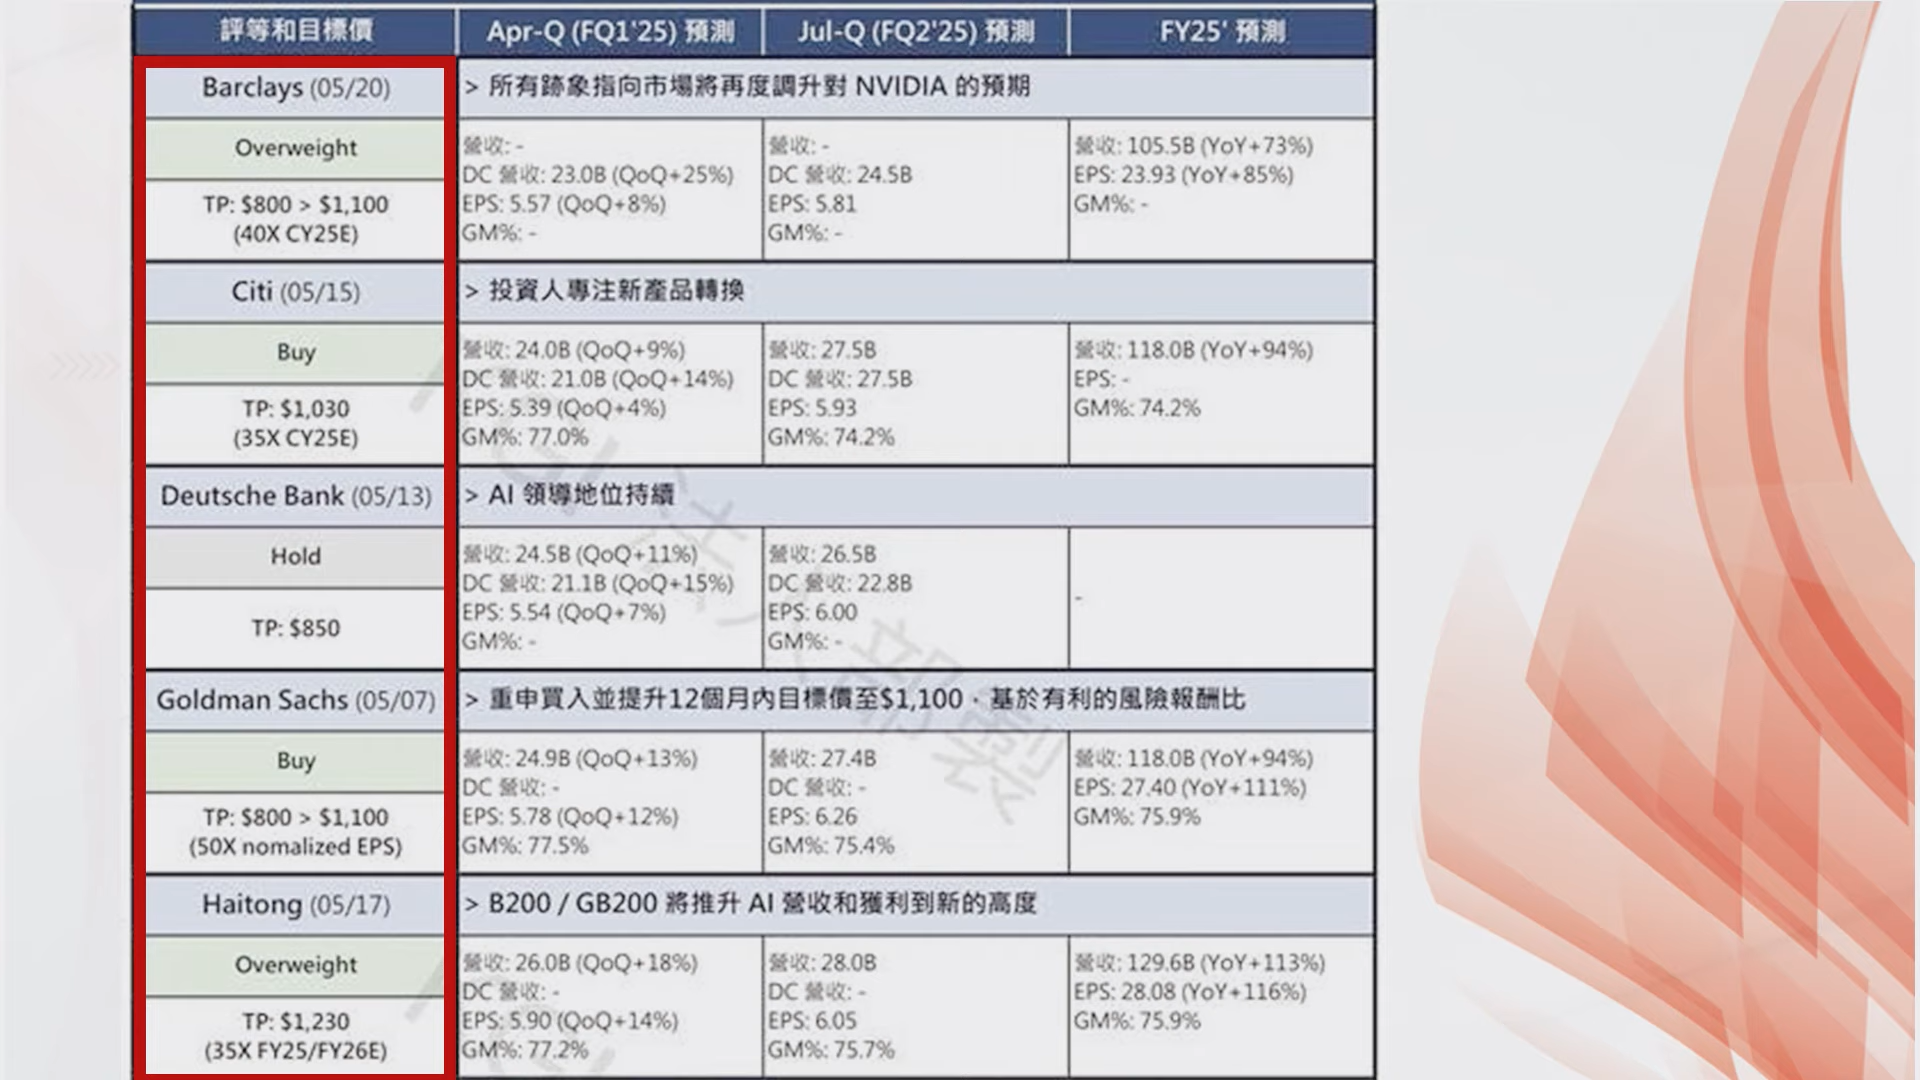 評等和目標價 Apr-Q (FQ1'25) 預測 Jul-Q (FQ2'25) 預測 FY25' 預測
Barclays (05/20) > 所有跡象指向市場將再度調升對 NVIDIA 的預期
Overweight
TP: $800 > $1,100
(40X CY25E)
營收: -
DC 營收: 23.0B (QoQ+25%)
EPS: 5.57 (QoQ+8%)
GM%: -
營收: -
DC 營收: 24.5B
EPS: 5.81
GM%: -
營收: 105.5B (YoY+73%)
EPS: 23.93 (YoY+85%)
GM%: -
Citi (05/15) > 投資人專注新產品轉換
Buy
TP: $1,030
(35X CY25E)
營收: 24.0B (QoQ+9%)
DC 營收: 21.0B (QoQ+14%)
EPS: 5.39 (QoQ+4%)
GM%: 77.0%
營收: 27.5B
DC 營收: 27.5B
EPS: 5.93
GM%: 74.2%
營收: 118.0B (YoY+94%)
EPS: -
GM%: 74.2%
Deutsche Bank (05/13) > AI 領導地位持續
Hold
TP: $850
營收: 24.5B (QoQ+11%)
DC 營收: 21.1B (QoQ+15%)
EPS: 5.54 (QoQ+7%)
GM%: -
營收: 26.5B
DC 營收: 22.8B
EPS: 6.00
GM%: -
-
Goldman Sachs (05/07) > 重申買入並提升12個月內目標價至$1,100，基於有利的風險報酬比
Buy
TP: $800 > $1,100
(50X nomalized EPS)
營收: 24.9B (QoQ+13%)
DC 營收: -
EPS: 5.78 (QoQ+12%)
GM%: 77.5%
營收: 27.4B
DC 營收: -
EPS: 6.26
GM%: 75.4%
營收: 118.0B (YoY+94%)
EPS: 27.40 (YoY+111%)
GM%: 75.9%
Haitong (05/17) > B200 / GB200 將推升 AI 營收和獲利到新的高度
Overweight
TP: $1,230
(35X FY25/FY26E)
營收: 26.0B (QoQ+18%)
DC 營收: -
EPS: 5.90 (QoQ+14%)
GM%: 77.2%
營收: 28.0B
DC 營收: -
EPS: 6.05
GM%: 75.7%
營收: 129.6B (YoY+113%)
EPS: 28.08 (YoY+116%)
GM%: 75.9%
法人部製